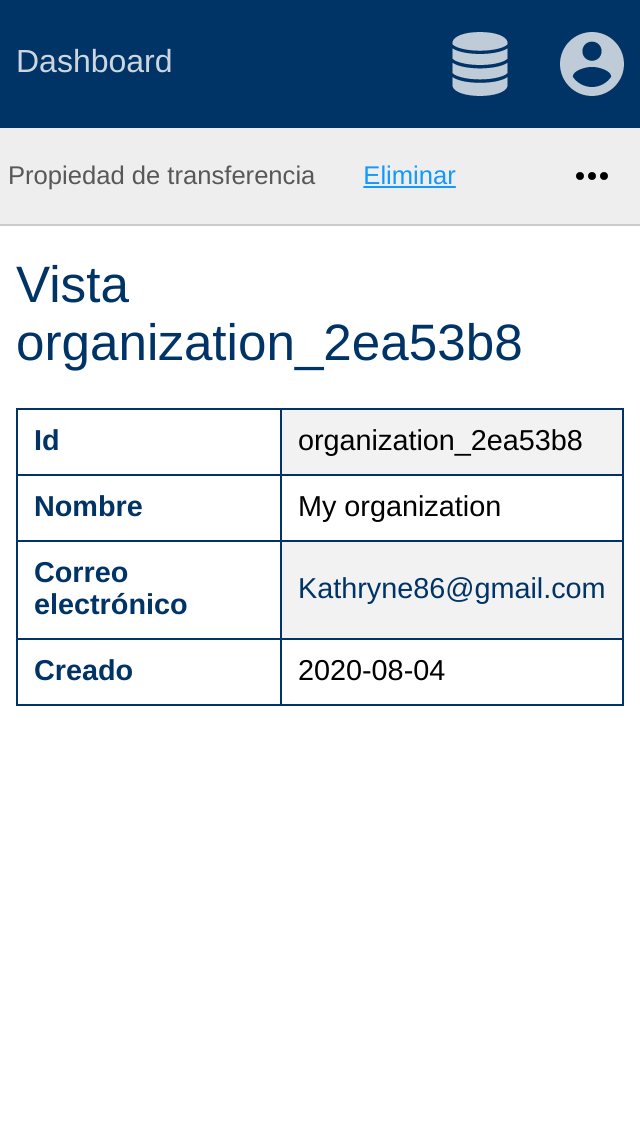 Dashboard
Propiedad de transferencia Eliminar
Vista
organization_2ea53b8
Id organization_2ea53b8
Nombre My organization
Correo
electrónico Kathryne86@gmail.com
Creado 2020-08-04